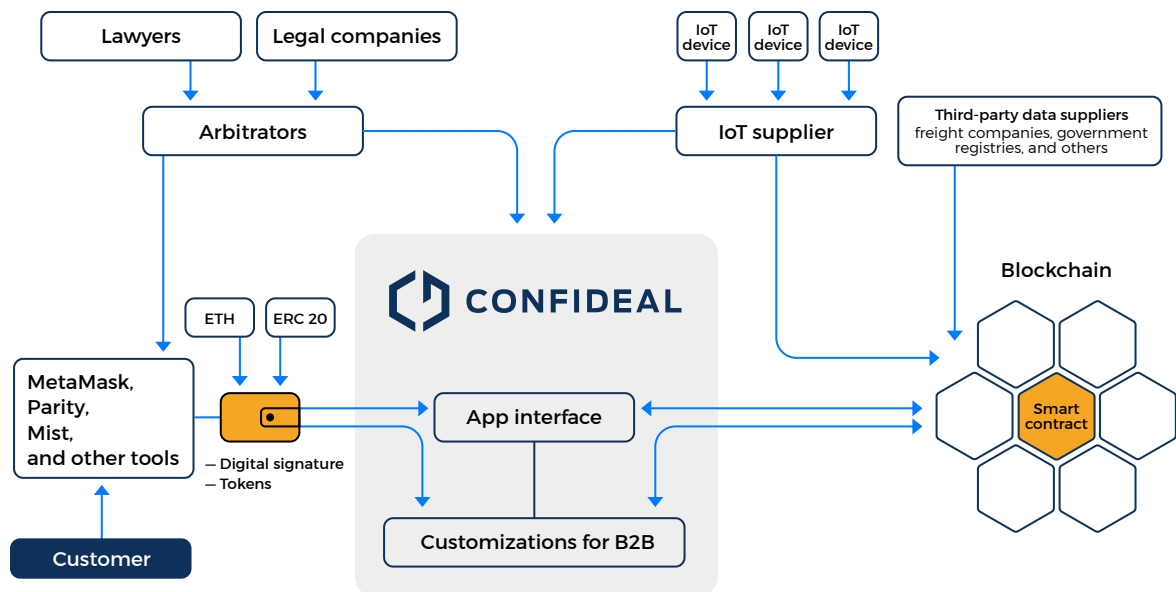 Lawyers
Legal companies
IoT
device
IoT
device
IoT
device
Arbitrators
IoT supplier
Third-party data suppliers
freight companies, government
registries, and others
Blockchain
CONFIDEAL
ETH
ERC 20
MetaMask,
Parity,
Mist,
and other tools
App interface
Smart
contract
— Digital signature
— Tokens
Customizations for B2B
Customer